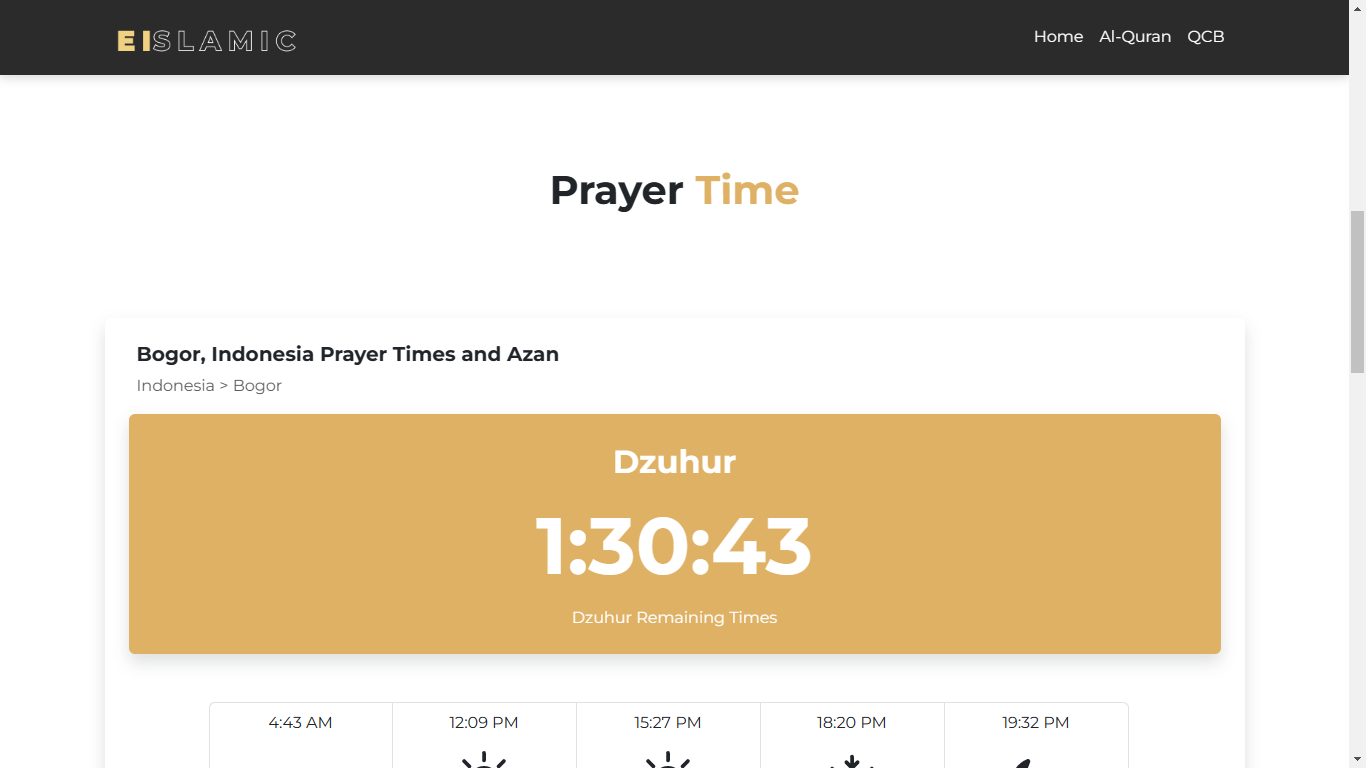 EISLAMIC
Home Al-Quran QCB
Prayer Time
Bogor, Indonesia Prayer Times and Azan
Indonesia > Bogor
Dzuhur
1:30:43
Dzuhur Remaining Times
4:43 AM 12:09 PM 15:27 PM 18:20 PM 19:32 PM